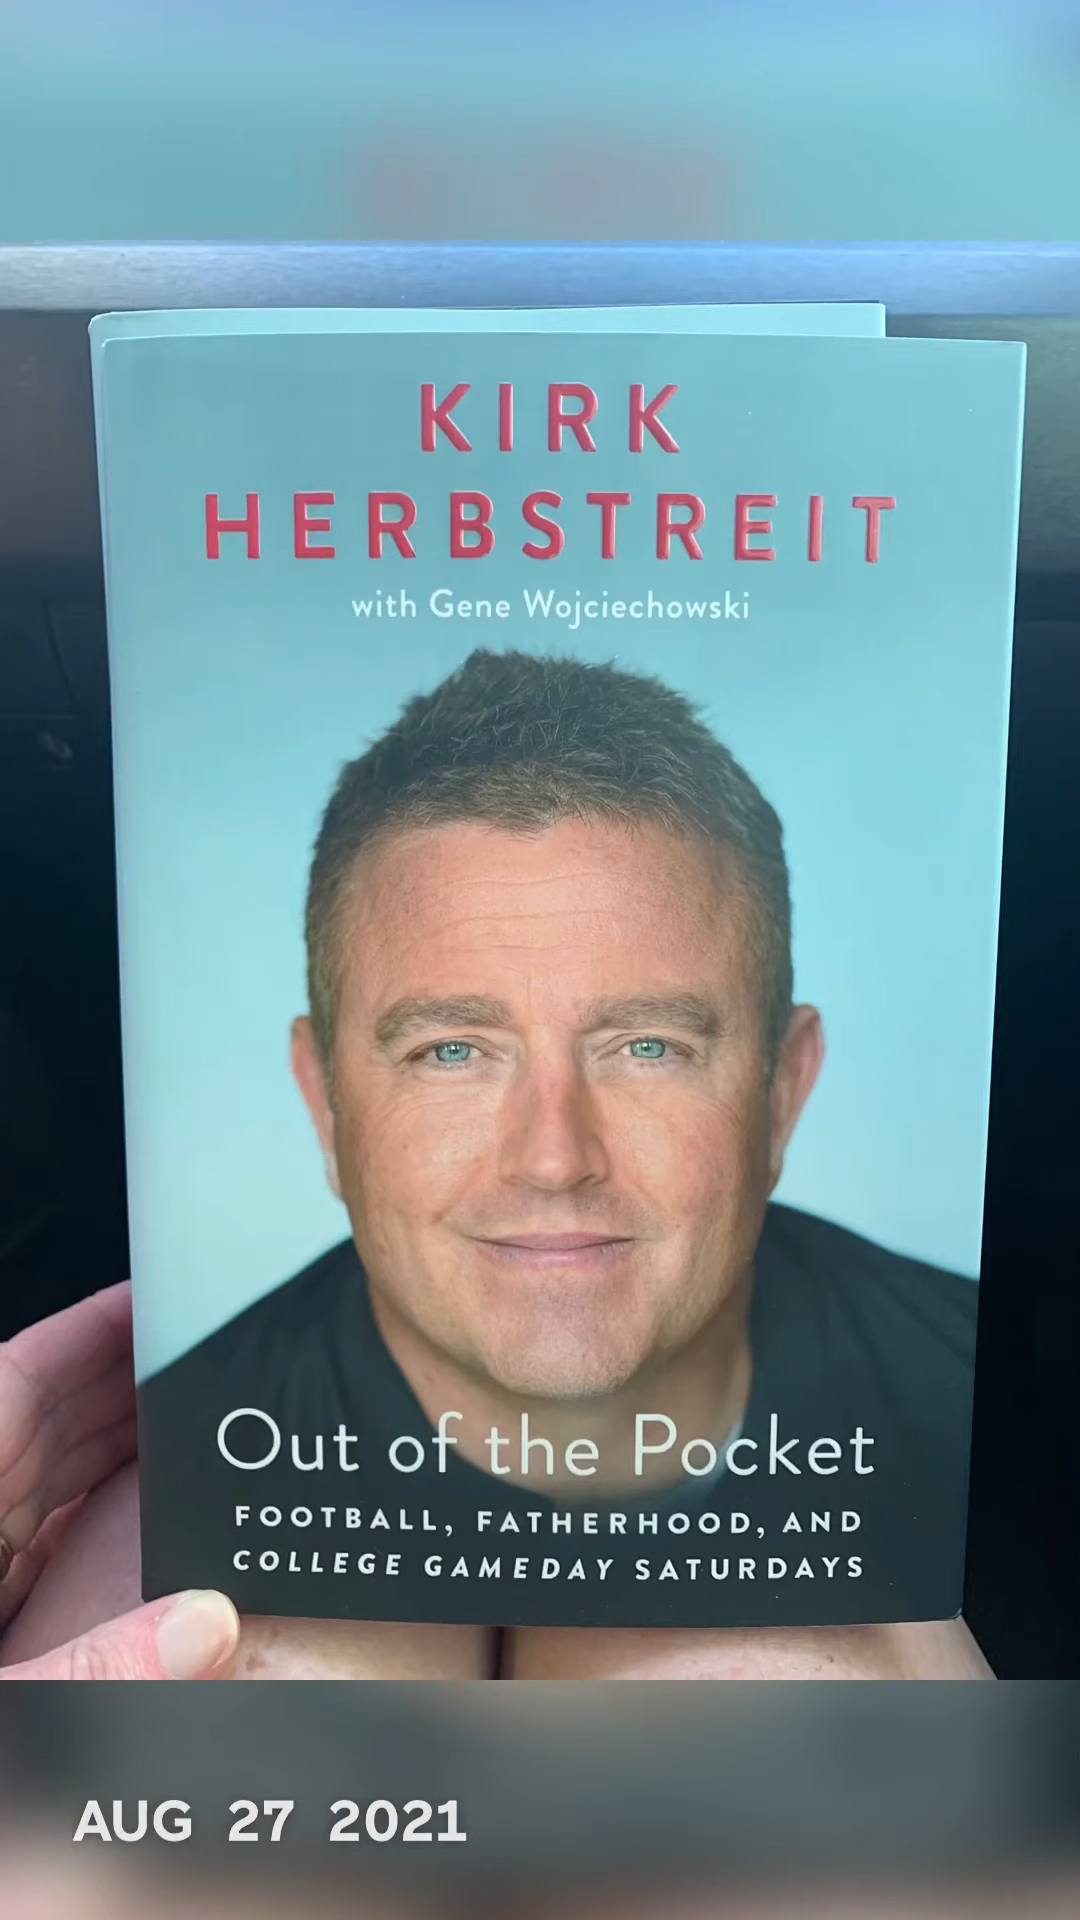 KIRK
HERBSTREIT
with Gene Wojciechowski
Out of the Pocket
FOOTBALL, FATHERHOOD, AND
COLLEGE GAMEDAY SATURDAYS
AUG 27 2021